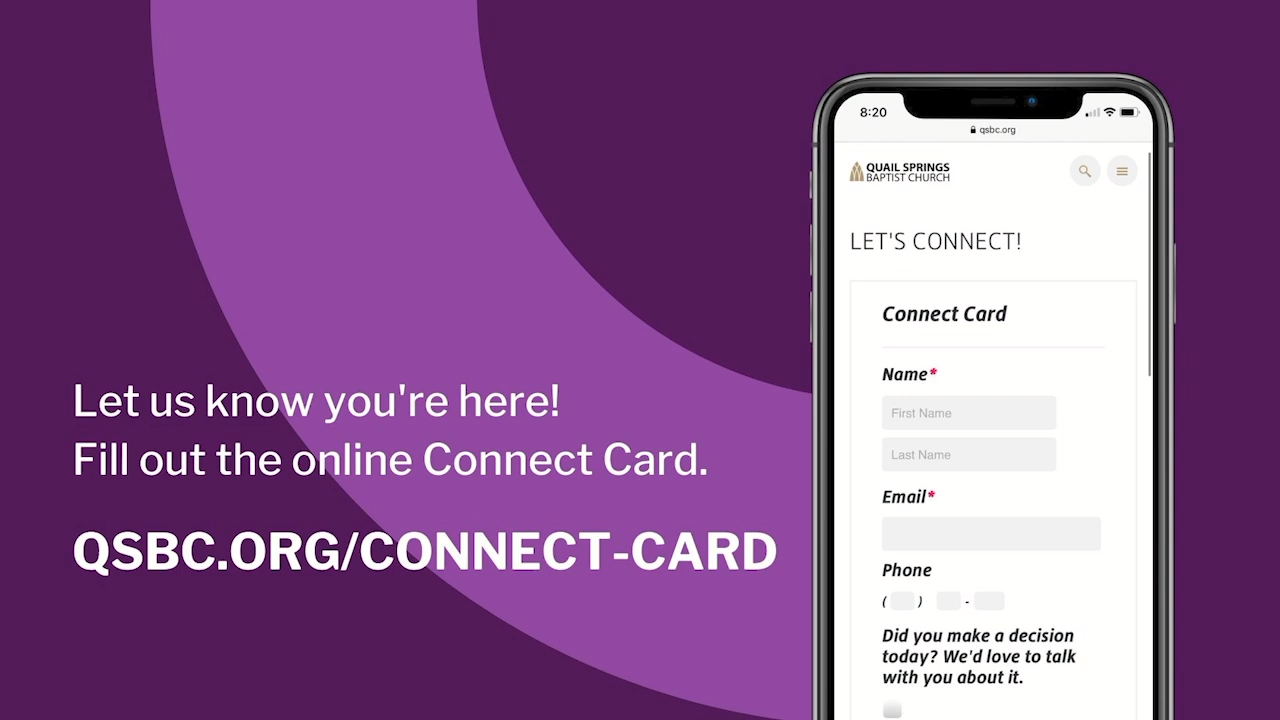 Let us know you're here!
Fill out the online Connect Card.
QSBC.ORG/CONNECT-CARD
8:20
qsbc.org
QUAIL SPRINGS
BAPTIST CHURCH
LET'S CONNECT!
Connect Card
Name*
First Name
Last Name
Email*
Phone
( ) -
Did you make a decision
today? We'd love to talk
with you about it.